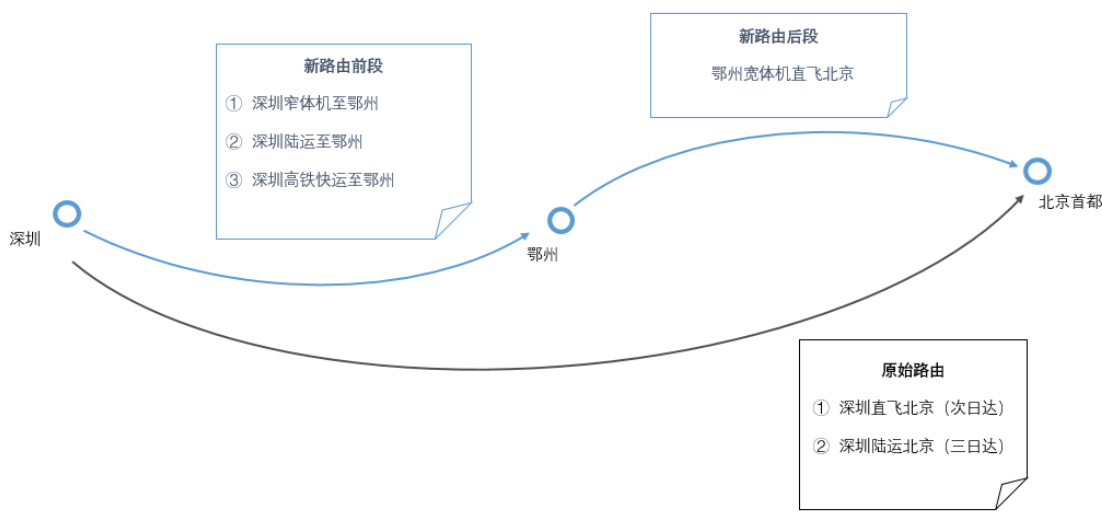 新路由后段
鄂州宽体机直飞北京
新路由前段
① 深圳窄体机至鄂州
② 深圳陆运至鄂州
③ 深圳高铁快运至鄂州
深圳
鄂州
北京首都
原始路由
① 深圳直飞北京（次日达）
② 深圳陆运北京（三日达）